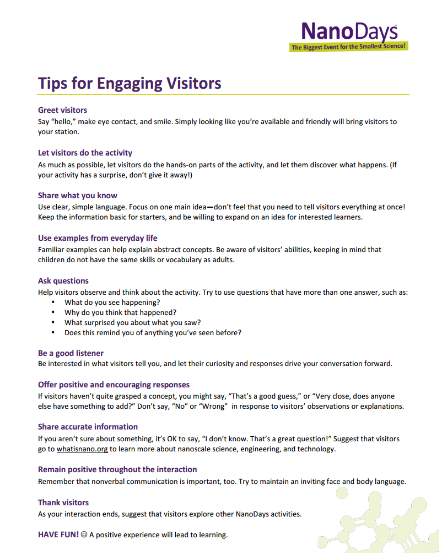 NanoDays
The Biggest Event for the Smallest Science!
Tips for Engaging Visitors
Greet visitors
Say “hello,” make eye contact, and smile. Simply looking like you’re available and friendly will bring visitors to
your station.
Let visitors do the activity
As much as possible, let visitors do the hands-on parts of the activity, and let them discover what happens. (If
your activity has a surprise, don’t give it away!)
Share what you know
Use clear, simple language. Focus on one main idea—don’t feel that you need to tell visitors everything at once!
Keep the information basic for starters, and be willing to expand on an idea for interested learners.
Use examples from everyday life
Familiar examples can help explain abstract concepts. Be aware of visitors’ abilities, keeping in mind that
children do not have the same skills or vocabulary as adults.
Ask questions
Help visitors observe and think about the activity. Try to use questions that have more than one answer, such as:
• What do you see happening?
• Why do you think that happened?
• What surprised you about what you saw?
• Does this remind you of anything you’ve seen before?
Be a good listener
Be interested in what visitors tell you, and let their curiosity and responses drive your conversation forward.
Offer positive and encouraging responses
If visitors haven’t quite grasped a concept, you might say, “That’s a good guess,” or “Very close, does anyone
else have something to add?” Don’t say, “No” or “Wrong” in response to visitors’ observations or explanations.
Share accurate information
If you aren’t sure about something, it’s OK to say, “I don’t know. That’s a great question!” Suggest that visitors
go to whatisnano.org to learn more about nanoscale science, engineering, and technology.
Remain positive throughout the interaction
Remember that nonverbal communication is important, too. Try to maintain an inviting face and body language.
Thank visitors
As your interaction ends, suggest that visitors explore other NanoDays activities.
HAVE FUN! ☺ A positive experience will lead to learning.